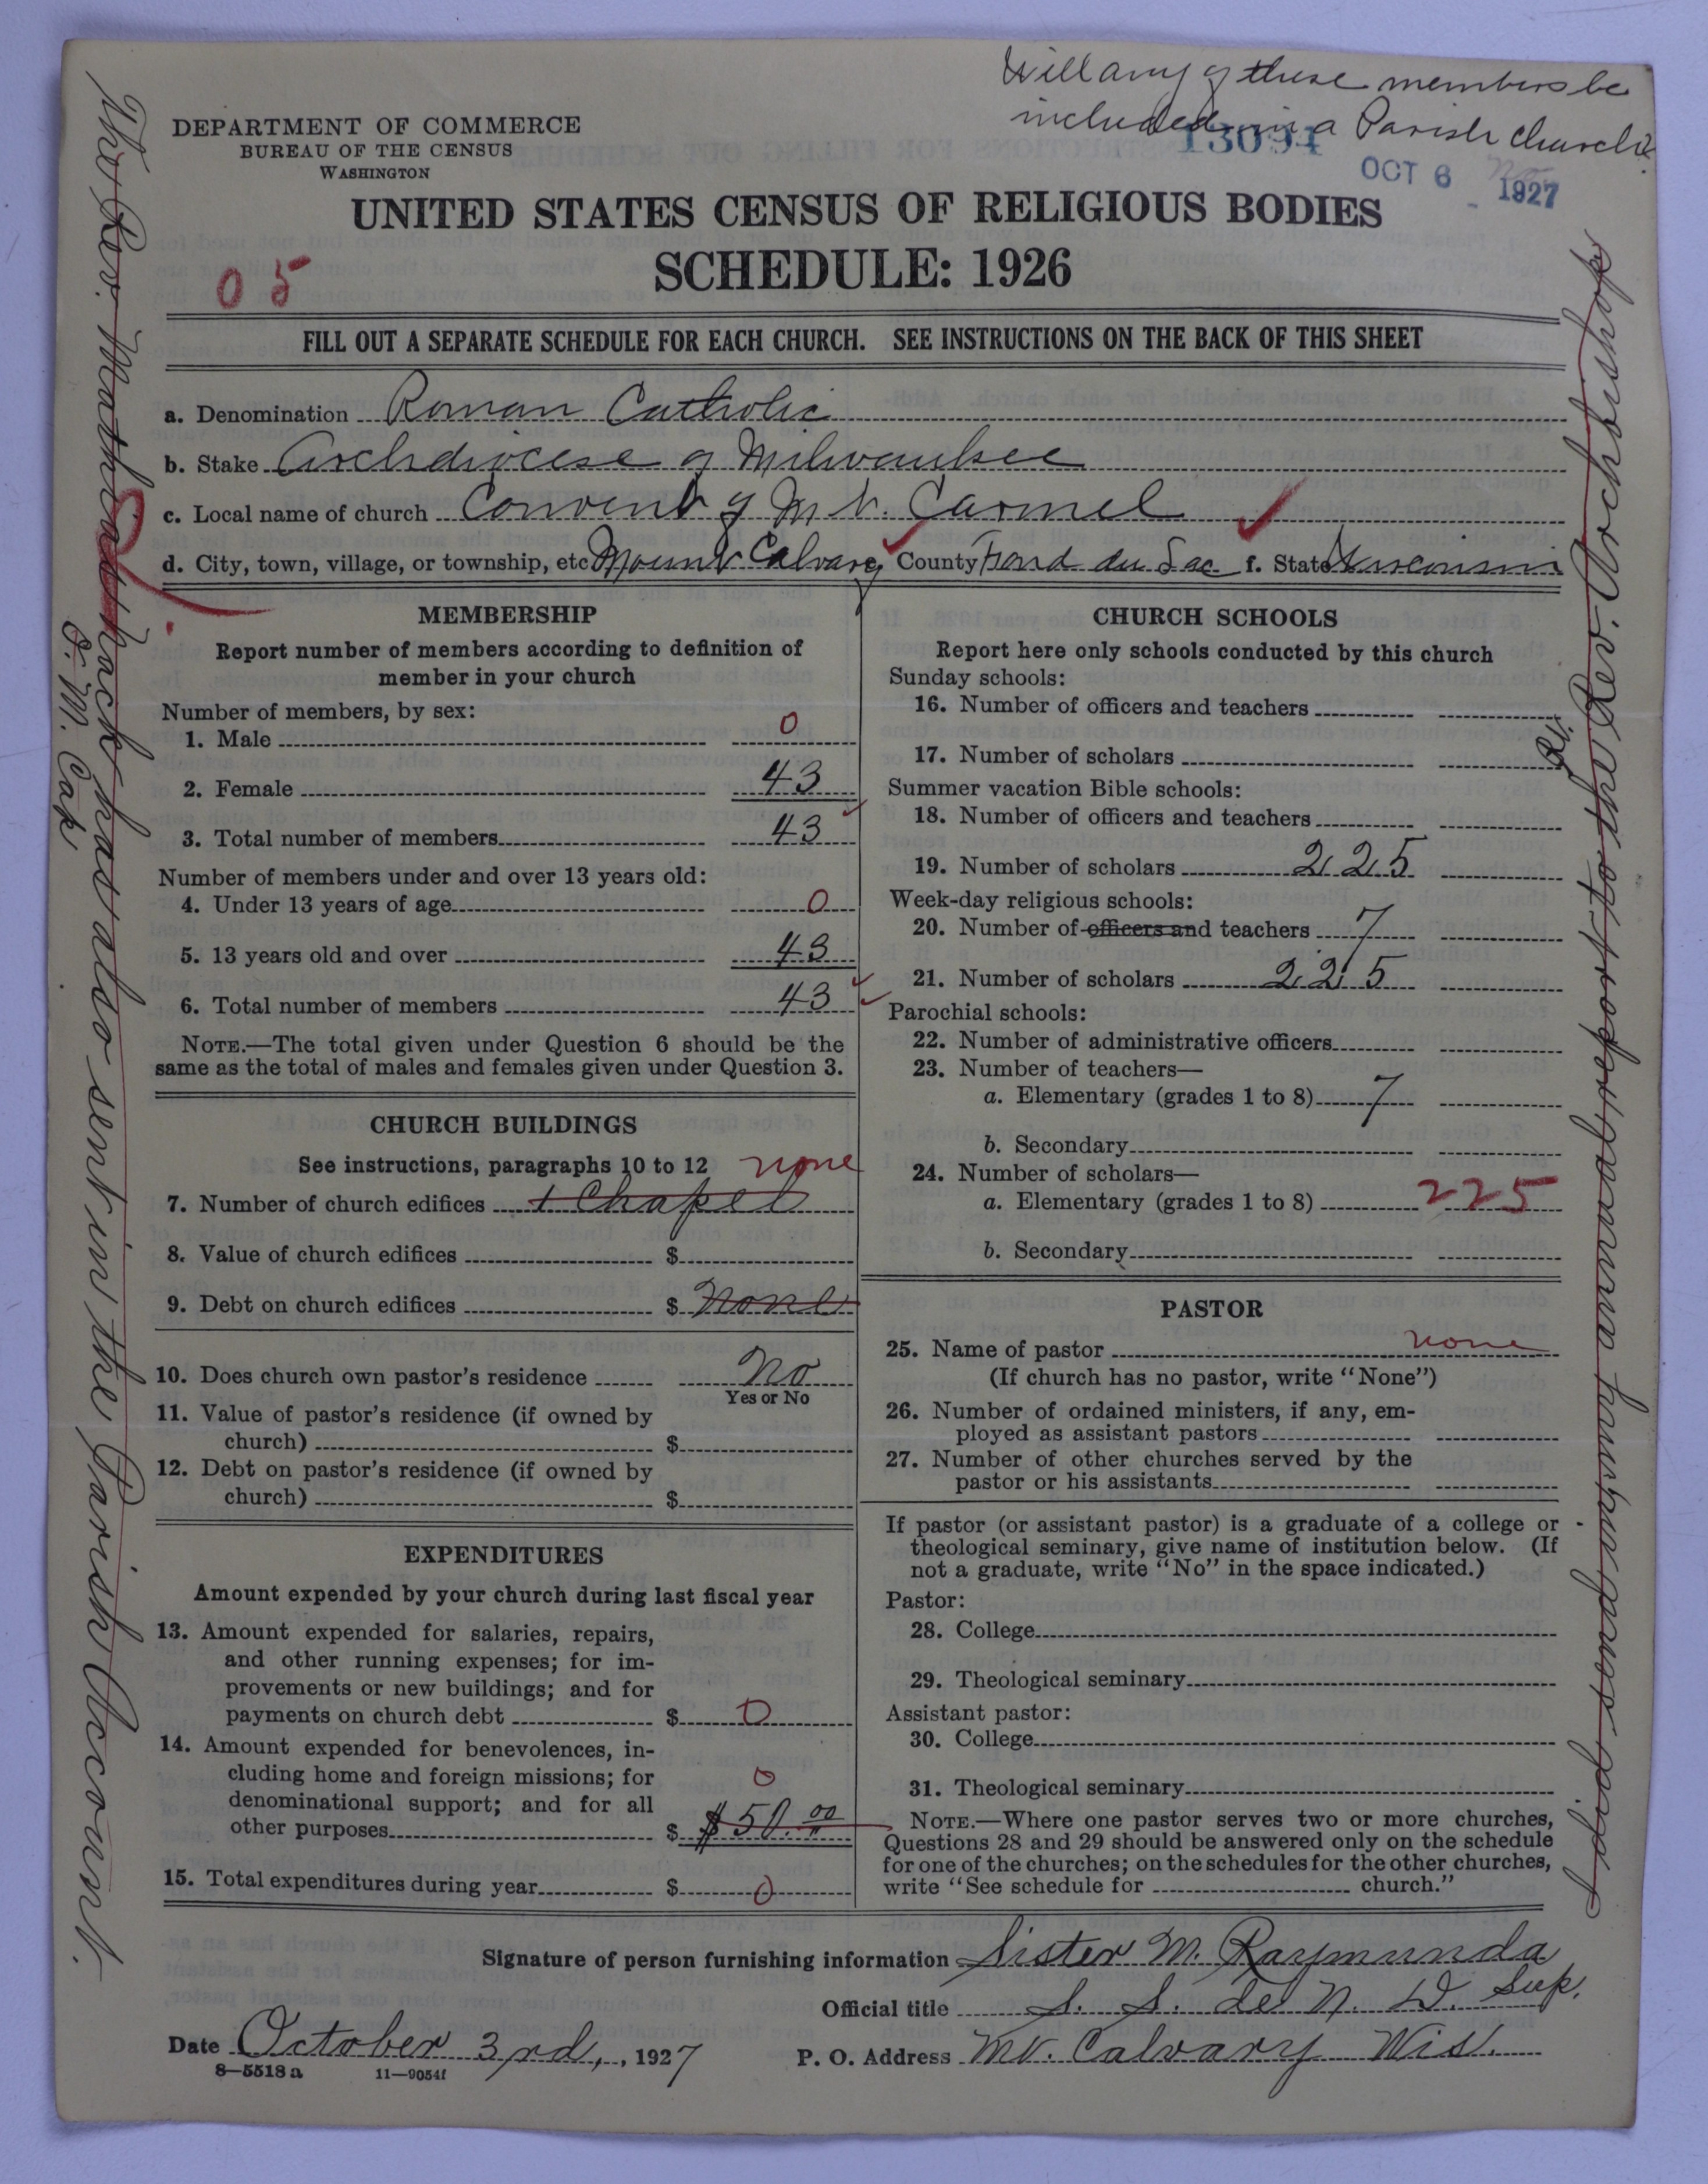 Will any of these members be
included in a Parish Church?
13094
OCT 6 1927
No
DEPARTMENT OF COMMERCE
BUREAU OF THE CENSUS
WASHINGTON
UNITED STATES CENSUS OF RELIGIOUS BODIES
SCHEDULE: 1926
05
FILL OUT A SEPARATE SCHEDULE FOR EACH CHURCH. SEE INSTRUCTIONS ON THE BACK OF THIS SHEET
a. Denomination Roman Catholic
b. Stake Archdiocese of Milwaukee
c. Local name of church Convent of Mt. Carmel
d. City, town, village, or township, etc Mount Calvary County Fond du Lac f. State Wisconsin
MEMBERSHIP
Report number of members according to definition of
member in your church
Number of members, by sex:
1. Male 0
2. Female 43
3. Total number of members 43
Number of members under and over 13 years old:
4. Under 13 years of age 0
5. 13 years old and over 43
6. Total number of members 43
NOTE.—The total given under Question 6 should be the
same as the total of males and females given under Question 3.
CHURCH BUILDINGS
See instructions, paragraphs 10 to 12 none
7. Number of church edifices 1 Chapel
8. Value of church edifices $
9. Debt on church edifices $ None
10. Does church own pastor's residence No
Yes or No
11. Value of pastor's residence (if owned by
church) $
12. Debt on pastor's residence (if owned by
church) $
EXPENDITURES
Amount expended by your church during last fiscal year
13. Amount expended for salaries, repairs,
and other running expenses; for im-
provements or new buildings; and for
payments on church debt $ 0
14. Amount expended for benevolences, in-
cluding home and foreign missions; for 0
denominational support; and for all
other purposes $ $50.00
15. Total expenditures during year $ 0
CHURCH SCHOOLS
Report here only schools conducted by this church
Sunday schools:
16. Number of officers and teachers
17. Number of scholars
Summer vacation Bible schools:
18. Number of officers and teachers
19. Number of scholars 225
Week-day religious schools:
20. Number of officers and teachers 7
21. Number of scholars 225
Parochial schools:
22. Number of administrative officers
23. Number of teachers—
a. Elementary (grades 1 to 8) 7
b. Secondary
24. Number of scholars—
a. Elementary (grades 1 to 8) 225
b. Secondary
PASTOR
25. Name of pastor none
(If church has no pastor, write "None")
26. Number of ordained ministers, if any, em-
ployed as assistant pastors
27. Number of other churches served by the
pastor or his assistants
If pastor (or assistant pastor) is a graduate of a college or
theological seminary, give name of institution below. (If
not a graduate, write "No" in the space indicated.)
Pastor:
28. College
29. Theological seminary
Assistant pastor:
30. College
31. Theological seminary
NOTE.—Where one pastor serves two or more churches,
Questions 28 and 29 should be answered only on the schedule
for one of the churches; on the schedules for the other churches,
write "See schedule for church."
Signature of person furnishing information Sister M. Raymunda
Official title S. S. de N. D. Sup.
Date October 3rd, , 1927
P. O. Address Mt. Calvary Wis.
8—5518 a 11—9054f
I did send in my annual report to the Rev. Archbishop
Rt.
has also sent in the Parish Account.
O. M. Cap.